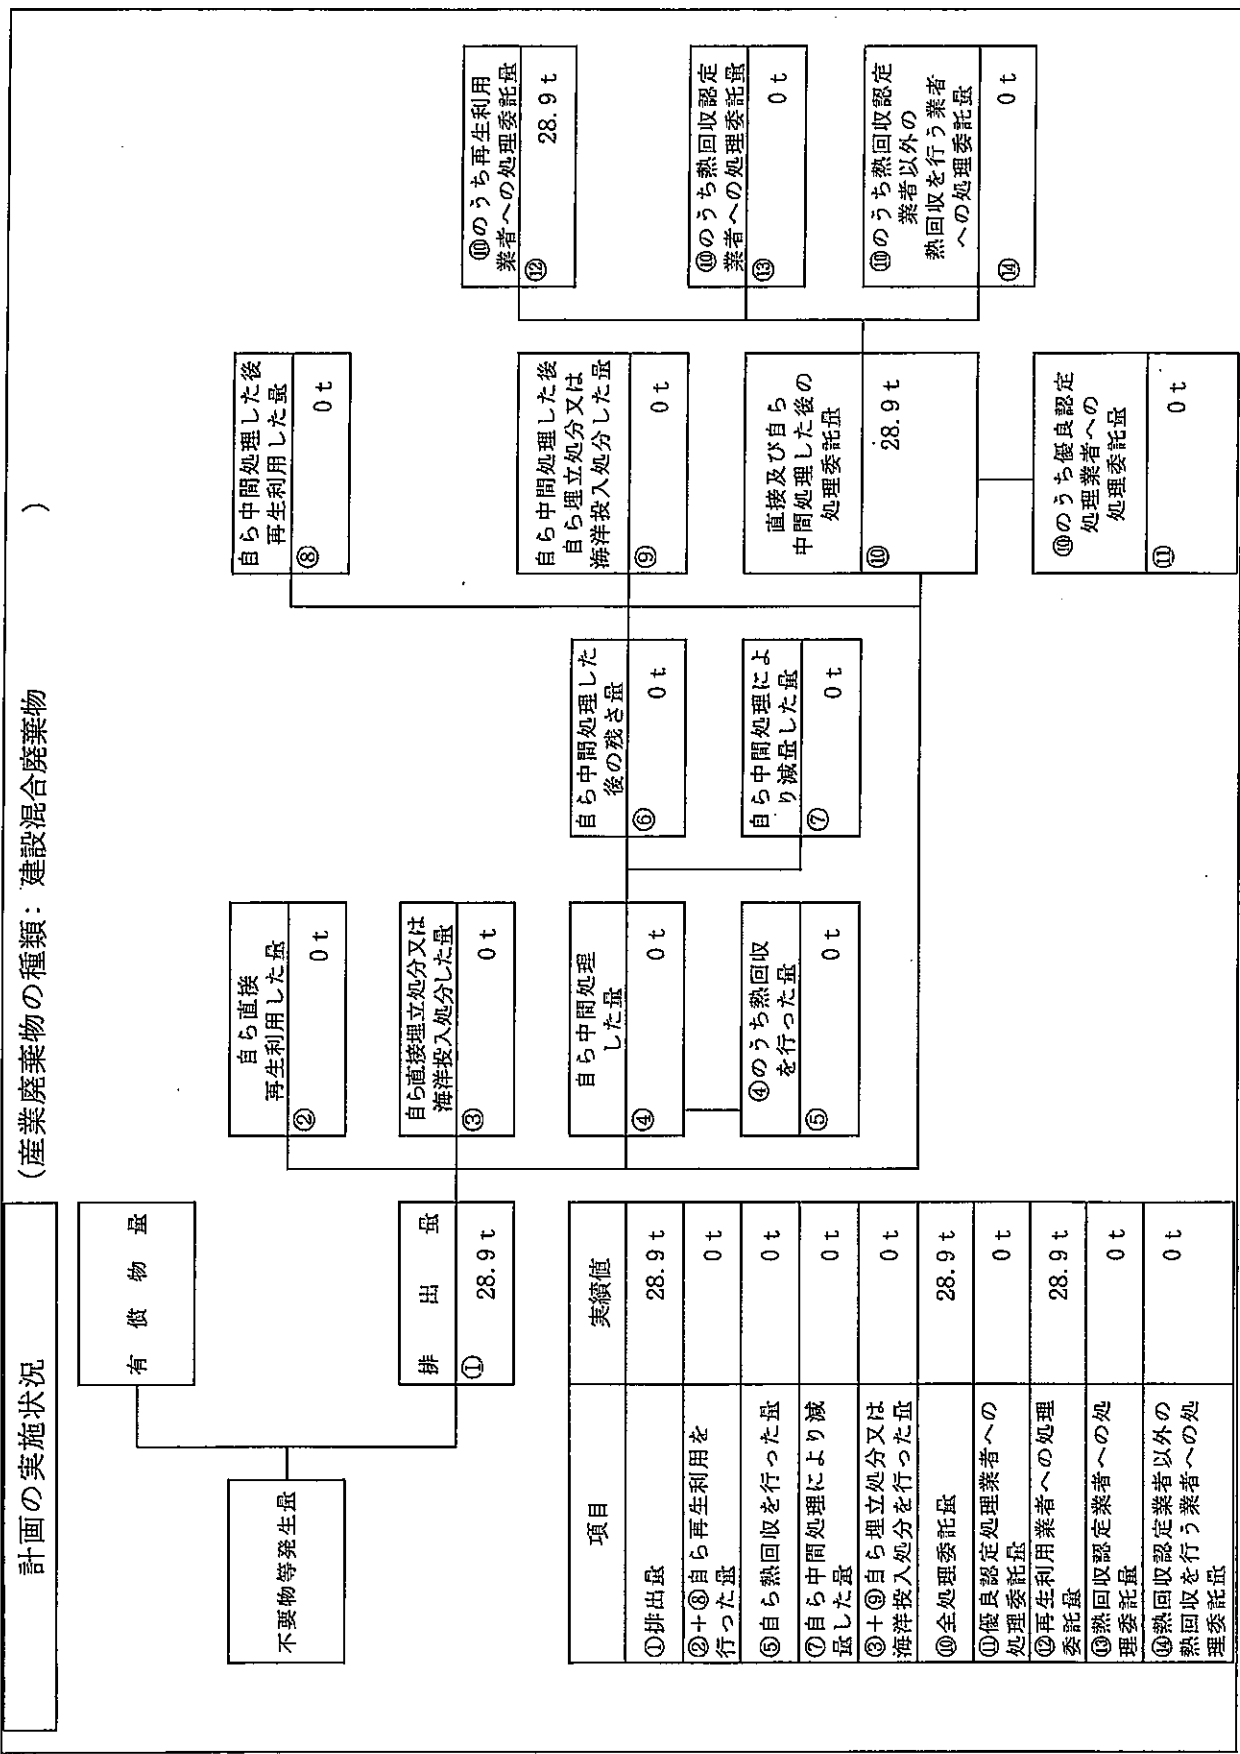 計画の実施状況
(産業廃棄物の種類： 建設混合廃棄物 )
不要物等発生量
有 償 物 量
排 出 量
① 28.9 t
自ら直接
再生利用した量
② 0 t
自ら直接埋立処分又は
海洋投入処分した量
③ 0 t
自ら中間処理
した量
④ 0 t
④のうち熱回収
を行った量
⑤ 0 t
自ら中間処理した
後の残さ量
⑥ 0 t
自ら中間処理によ
り減量した量
⑦ 0 t
自ら中間処理した後
再生利用した量
⑧ 0 t
自ら中間処理した後
自ら埋立処分又は
海洋投入処分した量
⑨ 0 t
直接及び自ら
中間処理した後の
処理委託量
⑩ 28.9 t
⑩のうち優良認定
処理業者への
処理委託量
⑪ 0 t
⑩のうち再生利用
業者への処理委託量
⑫ 28.9 t
⑩のうち熱回収認定
業者への処理委託量
⑬ 0 t
⑩のうち熱回収認定
業者以外の
熱回収を行う業者
への処理委託量
⑭ 0 t
項目 実績値
①排出量 28.9 t
②＋⑧自ら再生利用を
行った量 0 t
⑤自ら熱回収を行った量 0 t
⑦自ら中間処理により減
量した量 0 t
③＋⑨自ら埋立処分又は
海洋投入処分を行った量 0 t
⑩全処理委託量 28.9 t
⑪優良認定処理業者への
処理委託量 0 t
⑫再生利用業者への処理
委託量 28.9 t
⑬熱回収認定業者への処
理委託量 0 t
⑭熱回収認定業者以外の
熱回収を行う業者への処
理委託量 0 t